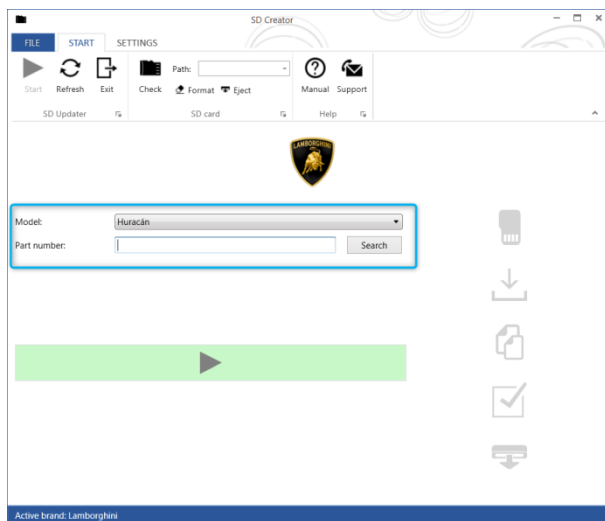 SD Creator
FILE START SETTINGS
Path:
Start Refresh Exit Check Format Eject Manual Support
SD Updater SD card Help
LAMBORGHINI
Model: Huracán
Part number: Search
Active brand: Lamborghini